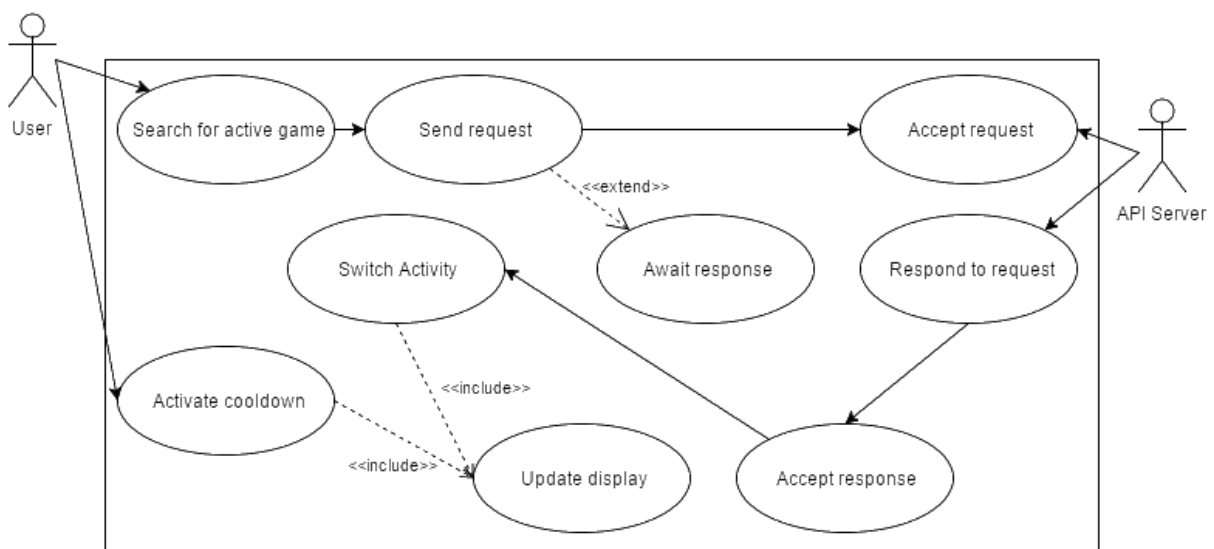 User
Search for active game
Send request
Accept request
<<extend>>
API Server
Switch Activity
Await response
Respond to request
<<include>>
Activate cooldown
<<include>>
Update display
Accept response